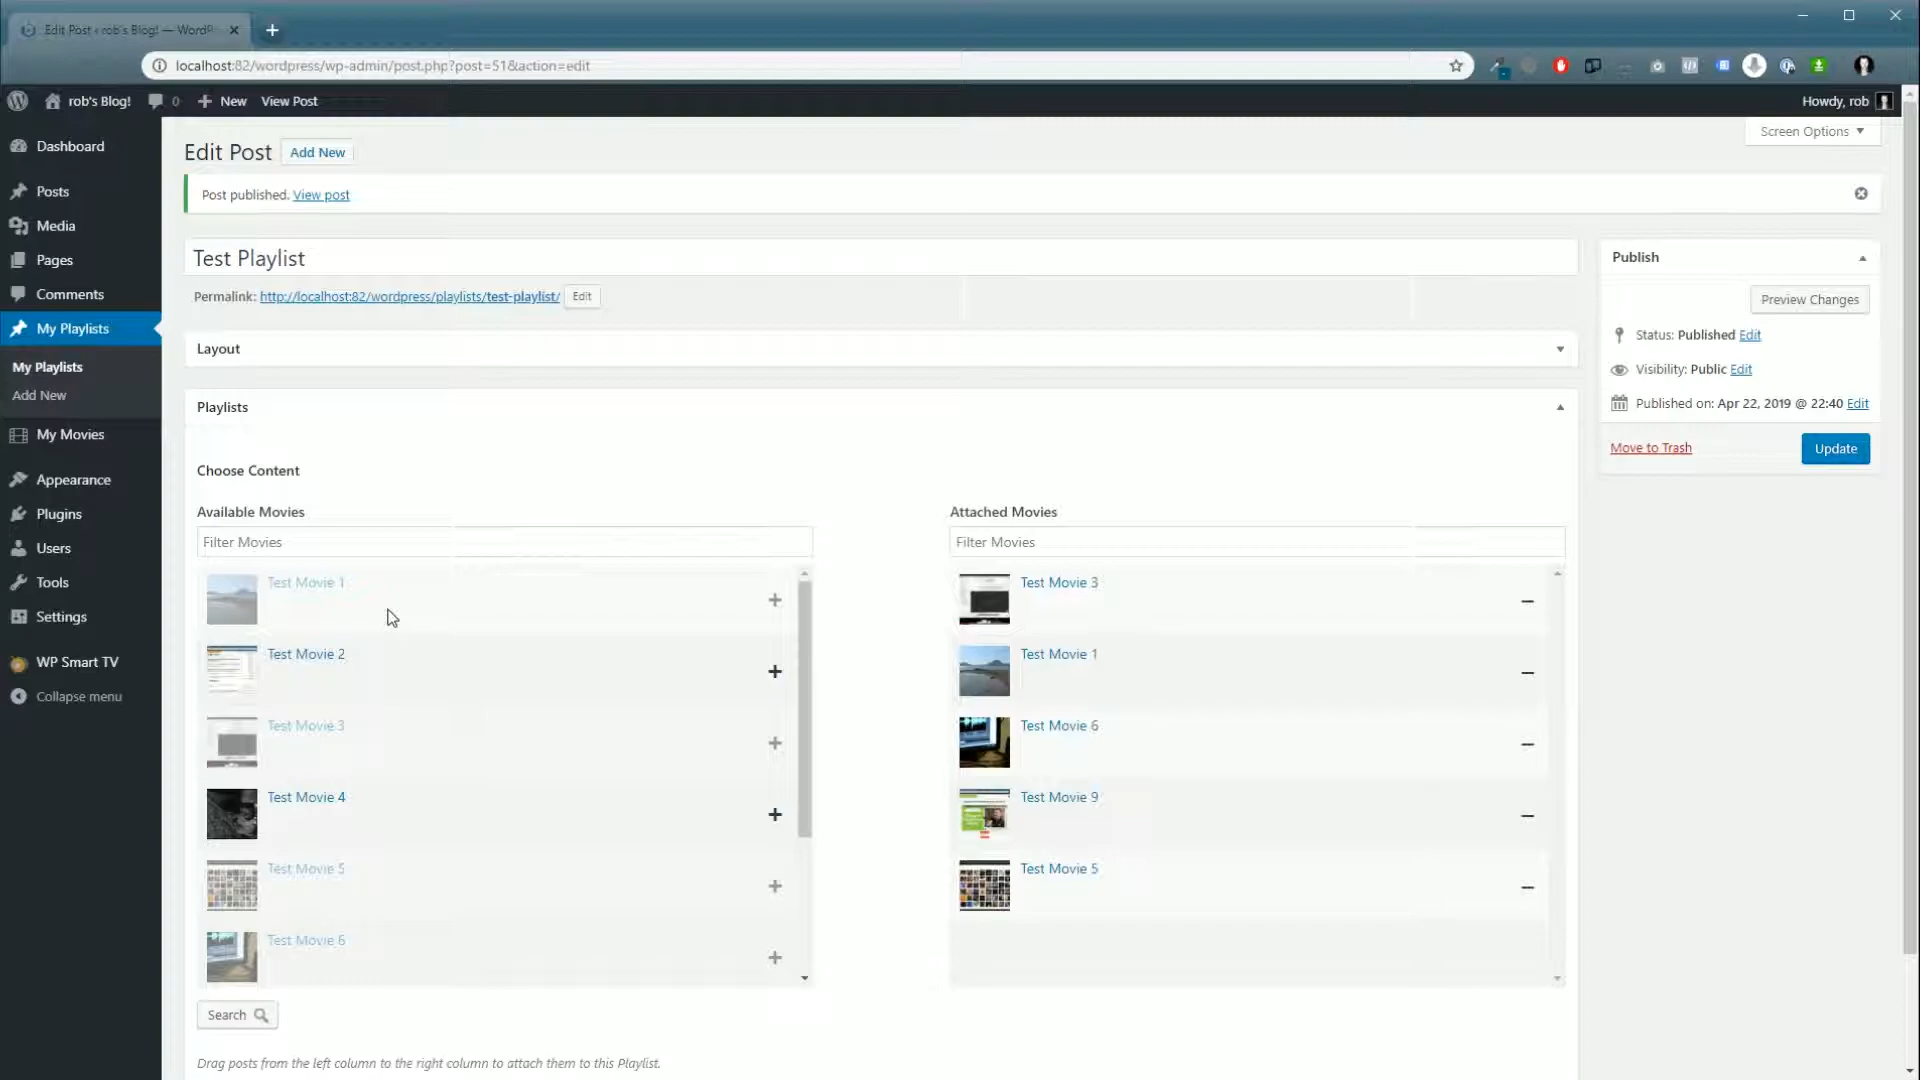 Edit Post ‹ rob's Blog! — WordP
localhost:82/wordpress/wp-admin/post.php?post=51&action=edit
rob's Blog!
0
New
View Post
Howdy, rob
Dashboard
Posts
Media
Pages
Comments
My Playlists
My Playlists
Add New
My Movies
Appearance
Plugins
Users
Tools
Settings
WP Smart TV
Collapse menu
Screen Options
Edit Post
Add New
Post published. View post
Test Playlist
Permalink: http://localhost:82/wordpress/playlists/test-playlist/
Edit
Layout
Playlists
Choose Content
Available Movies
Filter Movies
Test Movie 1
Test Movie 2
Test Movie 3
Test Movie 4
Test Movie 5
Test Movie 6
Search
Drag posts from the left column to the right column to attach them to this Playlist.
Attached Movies
Filter Movies
Test Movie 3
Test Movie 1
Test Movie 6
Test Movie 9
Test Movie 5
Publish
Preview Changes
Status: Published Edit
Visibility: Public Edit
Published on: Apr 22, 2019 @ 22:40 Edit
Move to Trash
Update